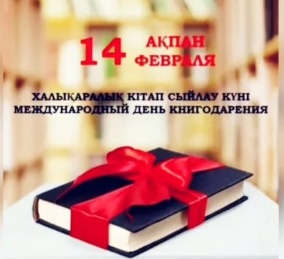 14 АҚПАН
ФЕВРАЛЯ
ХАЛЫҚАРАЛЫҚ КІТАП СЫЙЛАУ КҮНІ
МЕЖДУНАРОДНЫЙ ДЕНЬ КНИГОДАРЕНИЯ